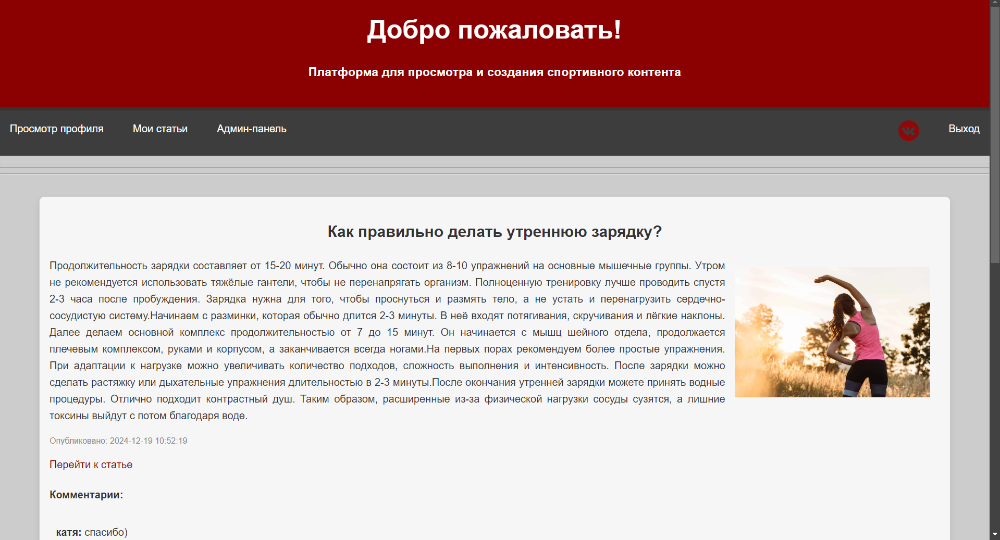 Добро пожаловать!
Платформа для просмотра и создания спортивного контента
Просмотр профиля
Мои статьи
Админ-панель
Выход
Как правильно делать утреннюю зарядку?
Продолжительность зарядки составляет от 15-20 минут. Обычно она состоит из 8-10 упражнений на основные мышечные группы. Утром
не рекомендуется использовать тяжёлые гантели, чтобы не перенапрягать организм. Полноценную тренировку лучше проводить спустя
2-3 часа после пробуждения. Зарядка нужна для того, чтобы проснуться и размять тело, а не устать и перенагрузить сердечно-
сосудистую систему.Начинаем с разминки, которая обычно длится 2-3 минуты. В неё входят потягивания, скручивания и лёгкие наклоны.
Далее делаем основной комплекс продолжительностью от 7 до 15 минут. Он начинается с мышц шейного отдела, продолжается
плечевым комплексом, руками и корпусом, а заканчивается всегда ногами.На первых порах рекомендуем более простые упражнения.
При адаптации к нагрузке можно увеличивать количество подходов, сложность выполнения и интенсивность. После зарядки можно
сделать растяжку или дыхательные упражнения длительностью в 2-3 минуты.После окончания утренней зарядки можете принять водные
процедуры. Отлично подходит контрастный душ. Таким образом, расширенные из-за физической нагрузки сосуды сузятся, а лишние
токсины выйдут с потом благодаря воде.
Опубликовано: 2024-12-19 10:52:19
Перейти к статье
Комментарии:
катя: спасибо)